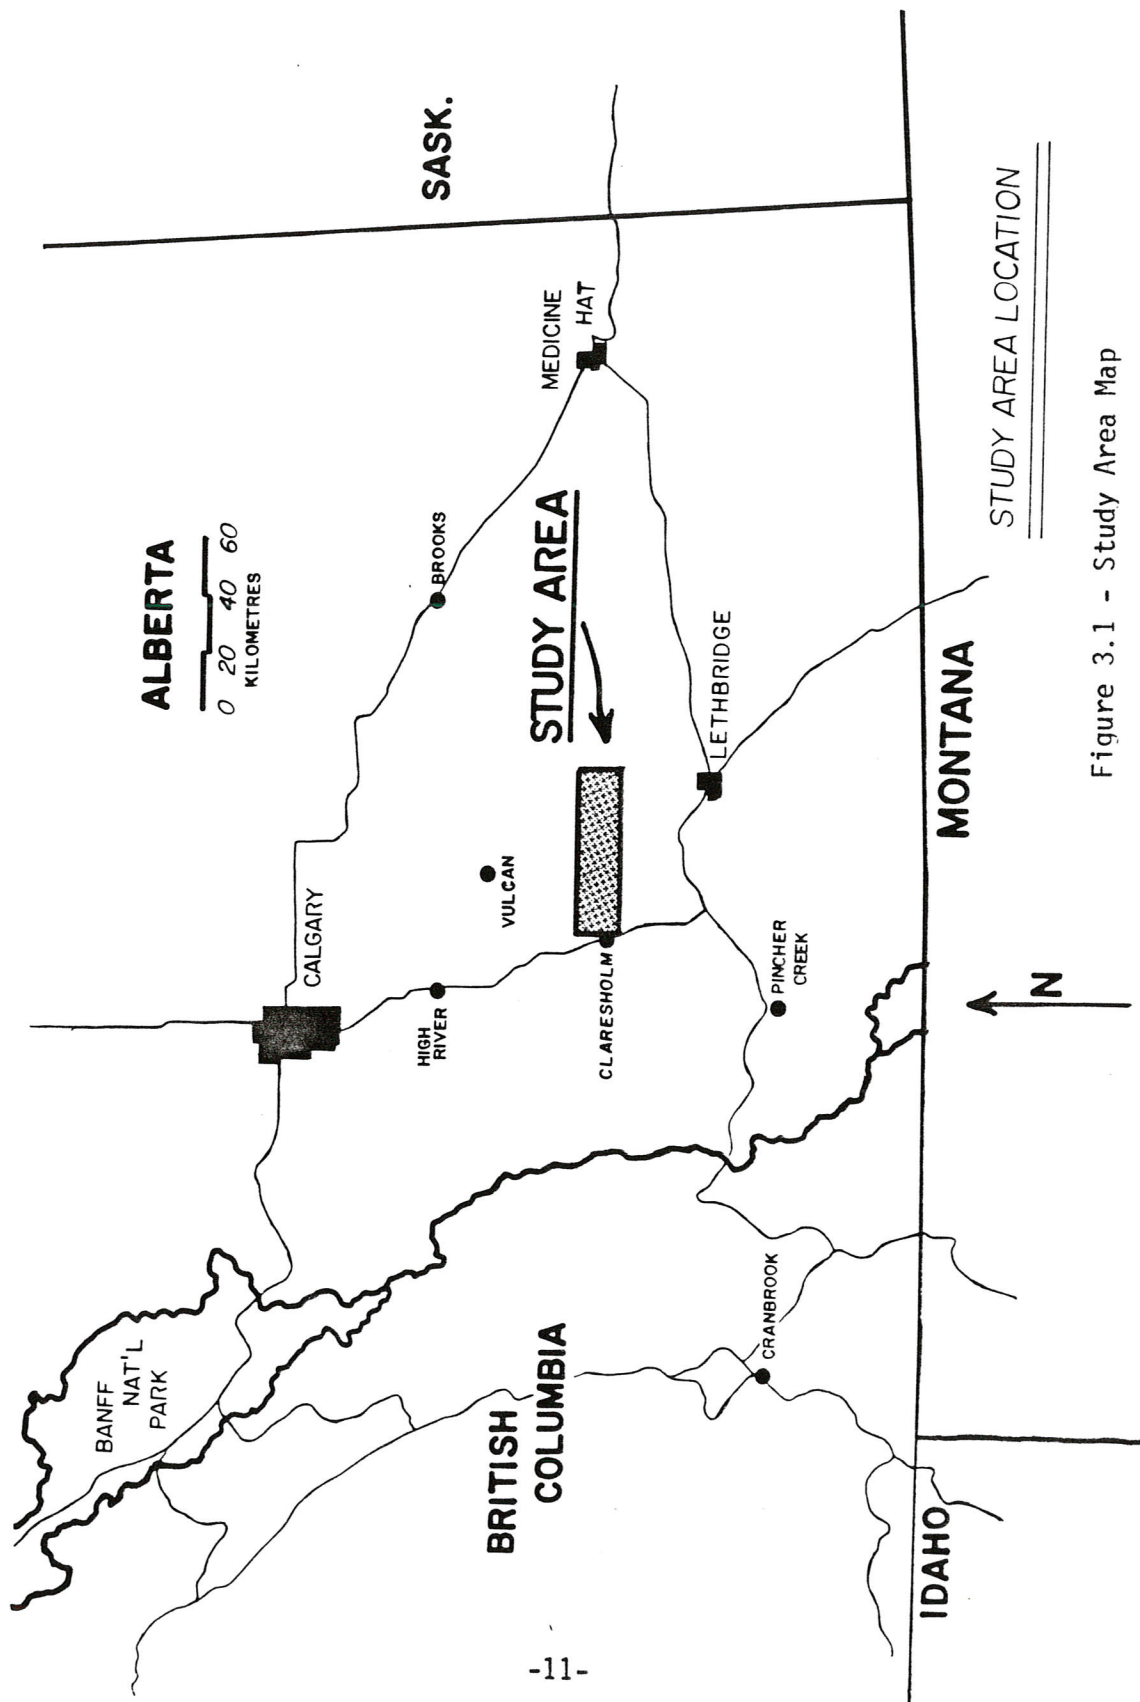 ALBERTA
0 20 40 60
KILOMETRES
SASK.
BANFF
NAT'L
PARK
CALGARY
BROOKS
HIGH
RIVER
VULCAN
MEDICINE
HAT
STUDY AREA
CLARESHOLM
BRITISH
COLUMBIA
LETHBRIDGE
CRANBROOK
PINCHER
CREEK
IDAHO
MONTANA
N
STUDY AREA LOCATION
Figure 3.1 - Study Area Map
-11-